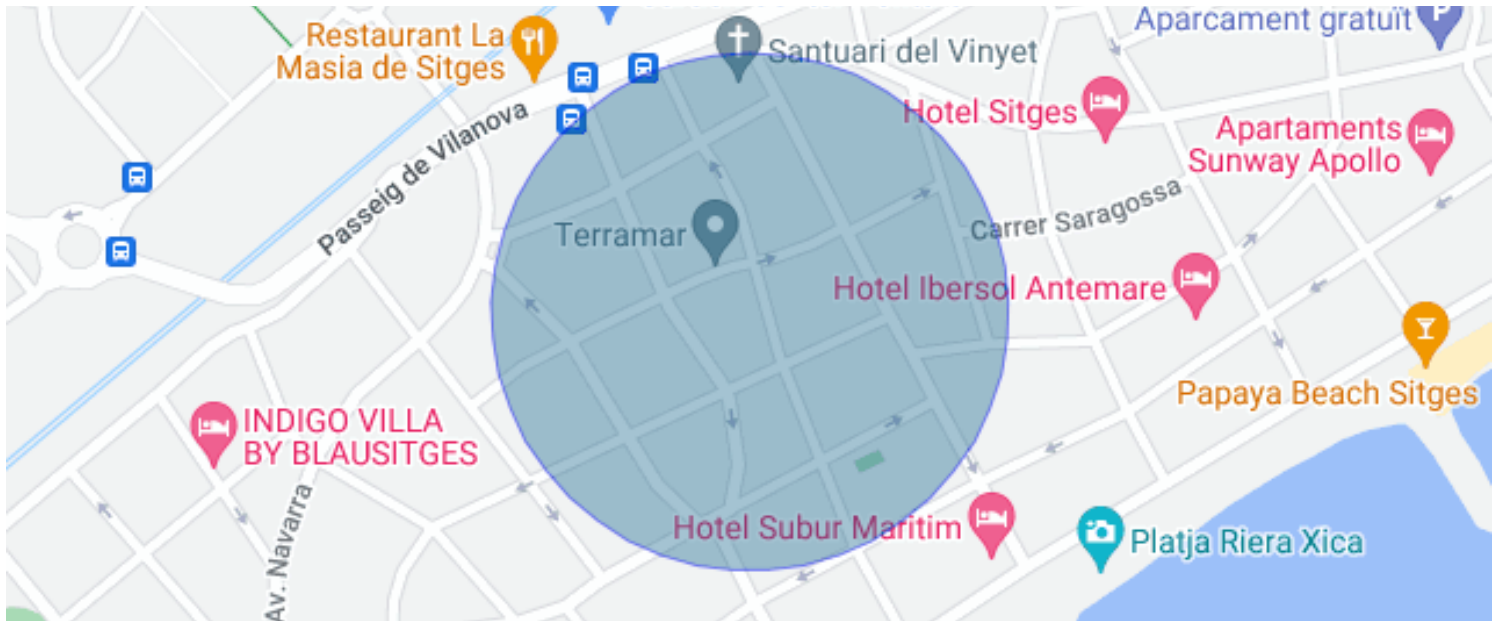 Restaurant La
Masia de Sitges
Santuari del Vinyet
Aparcament gratuït
P
Hotel Sitges
Apartaments
Sunway Apollo
Passeig de Vilanova
Terramar
Carrer Saragossa
Hotel Ibersol Antemare
Papaya Beach Sitges
INDIGO VILLA
BY BLAUSITGES
Av. Navarra
Hotel Subur Maritim
Platja Riera Xica